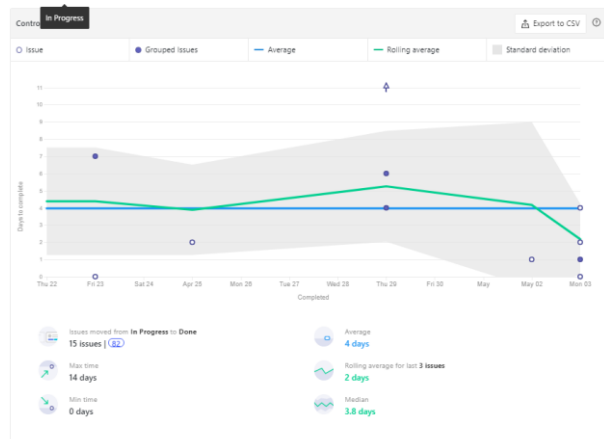 In Progress
Contro
Export to CSV
Issue
Grouped Issues
Average
Rolling average
Standard deviation
11
10
9
8
7
6
5
4
3
2
1
0
Days to complete
Thu 22
Fri 23
Sat 24
Apr 25
Mon 26
Tue 27
Wed 28
Thu 29
Fri 30
May
May 02
Mon 03
Completed
Issues moved from In Progress to Done
15 issues | 82
Max time
14 days
Min time
0 days
Average
4 days
Rolling average for last 3 issues
2 days
Median
3.8 days